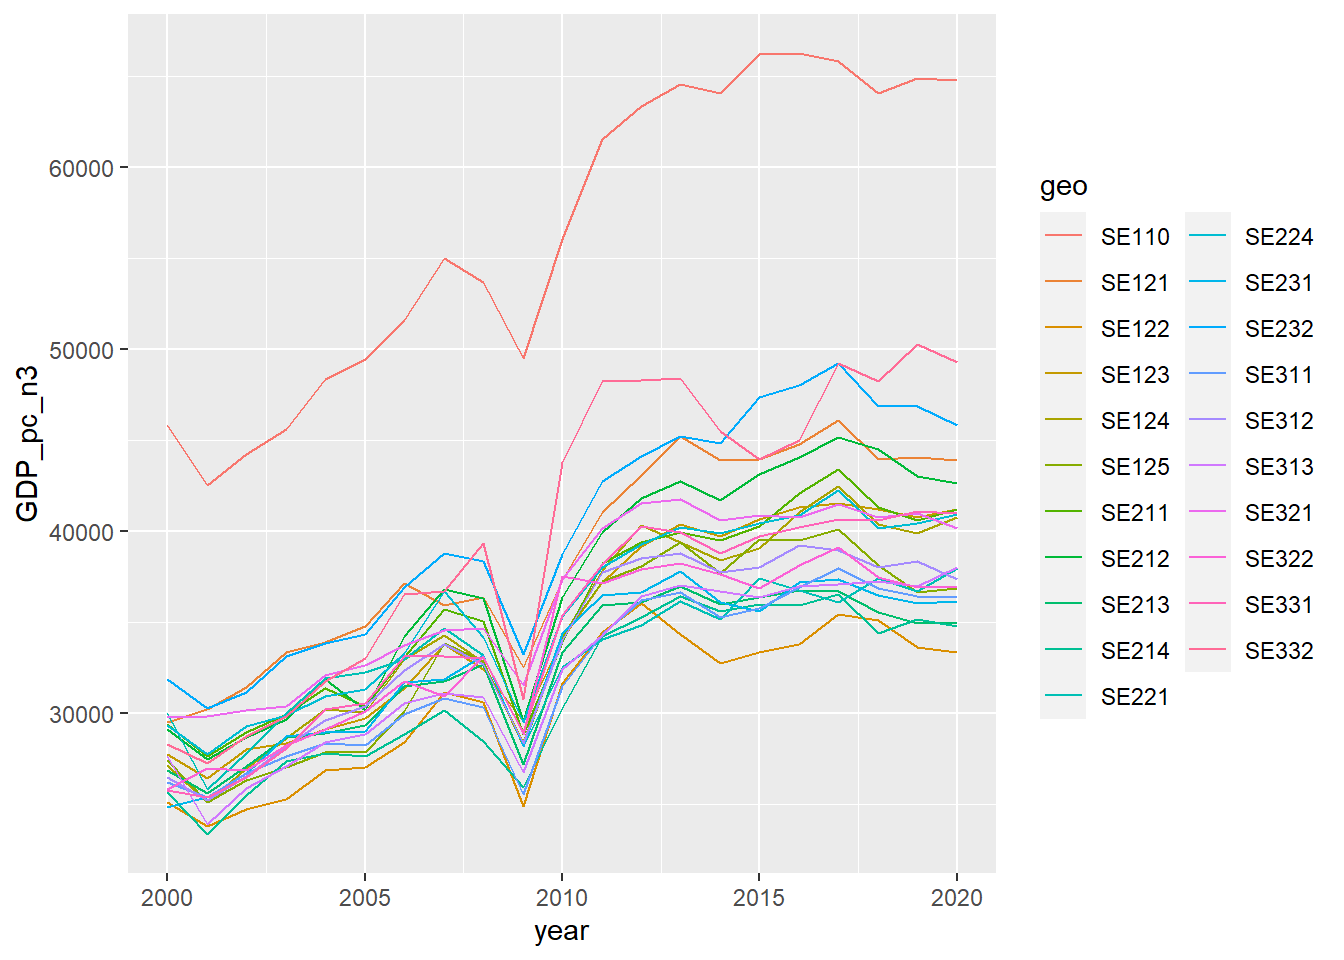 GDP_pc_n3
60000
50000
40000
30000
2000 2005 2010 2015 2020
year
geo
SE110 SE224
SE121 SE231
SE122 SE232
SE123 SE311
SE124 SE312
SE125 SE313
SE211 SE321
SE212 SE322
SE213 SE331
SE214 SE332
SE221